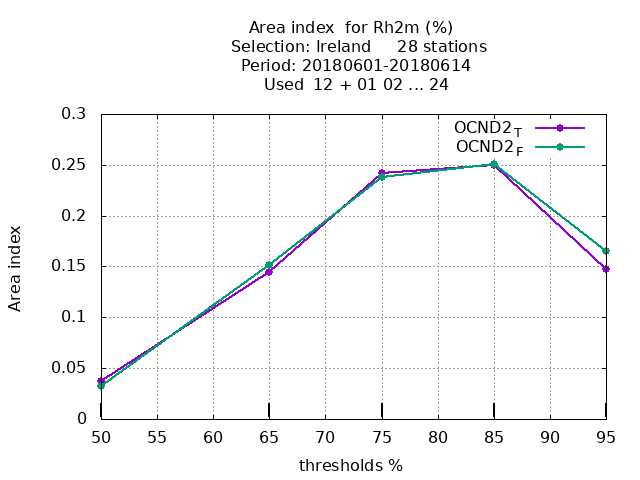 Area index  for Rh2m (%)
Selection: Ireland     28 stations
Period: 20180601-20180614
Used  12 + 01 02 ... 24
0.3
0.25
0.2
0.15
0.1
0.05
0
Area index
OCND2T
OCND2F
50 55 60 65 70 75 80 85 90 95
thresholds %